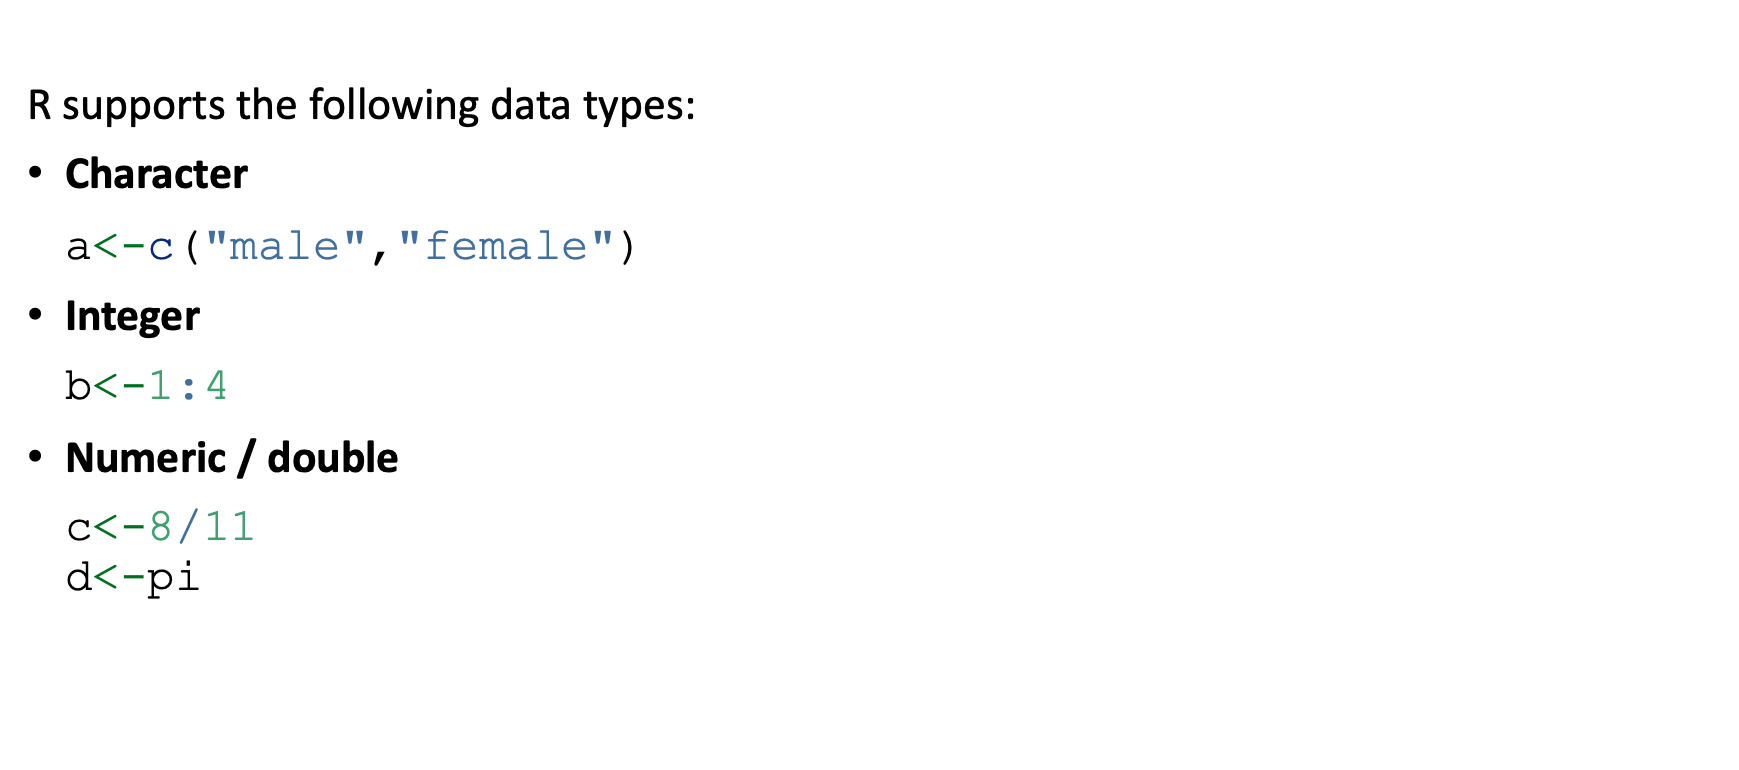 R supports the following data types:
• Character
a<-c("male","female")
• Integer
b<-1:4
• Numeric / double
c<-8/11
d<-pi